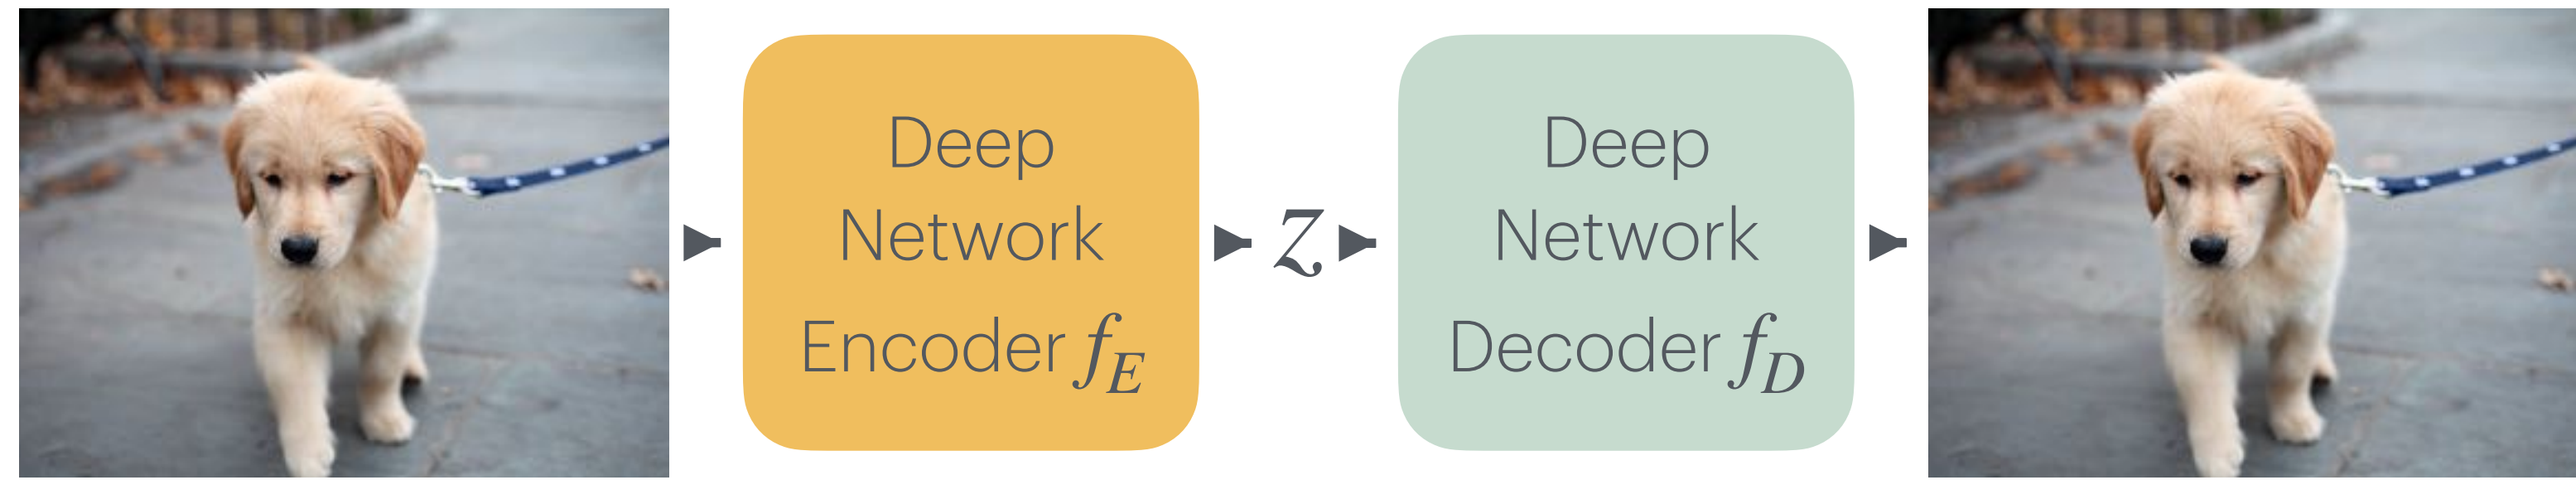 Deep
Network
Encoder f_E
z
Deep
Network
Decoder f_D